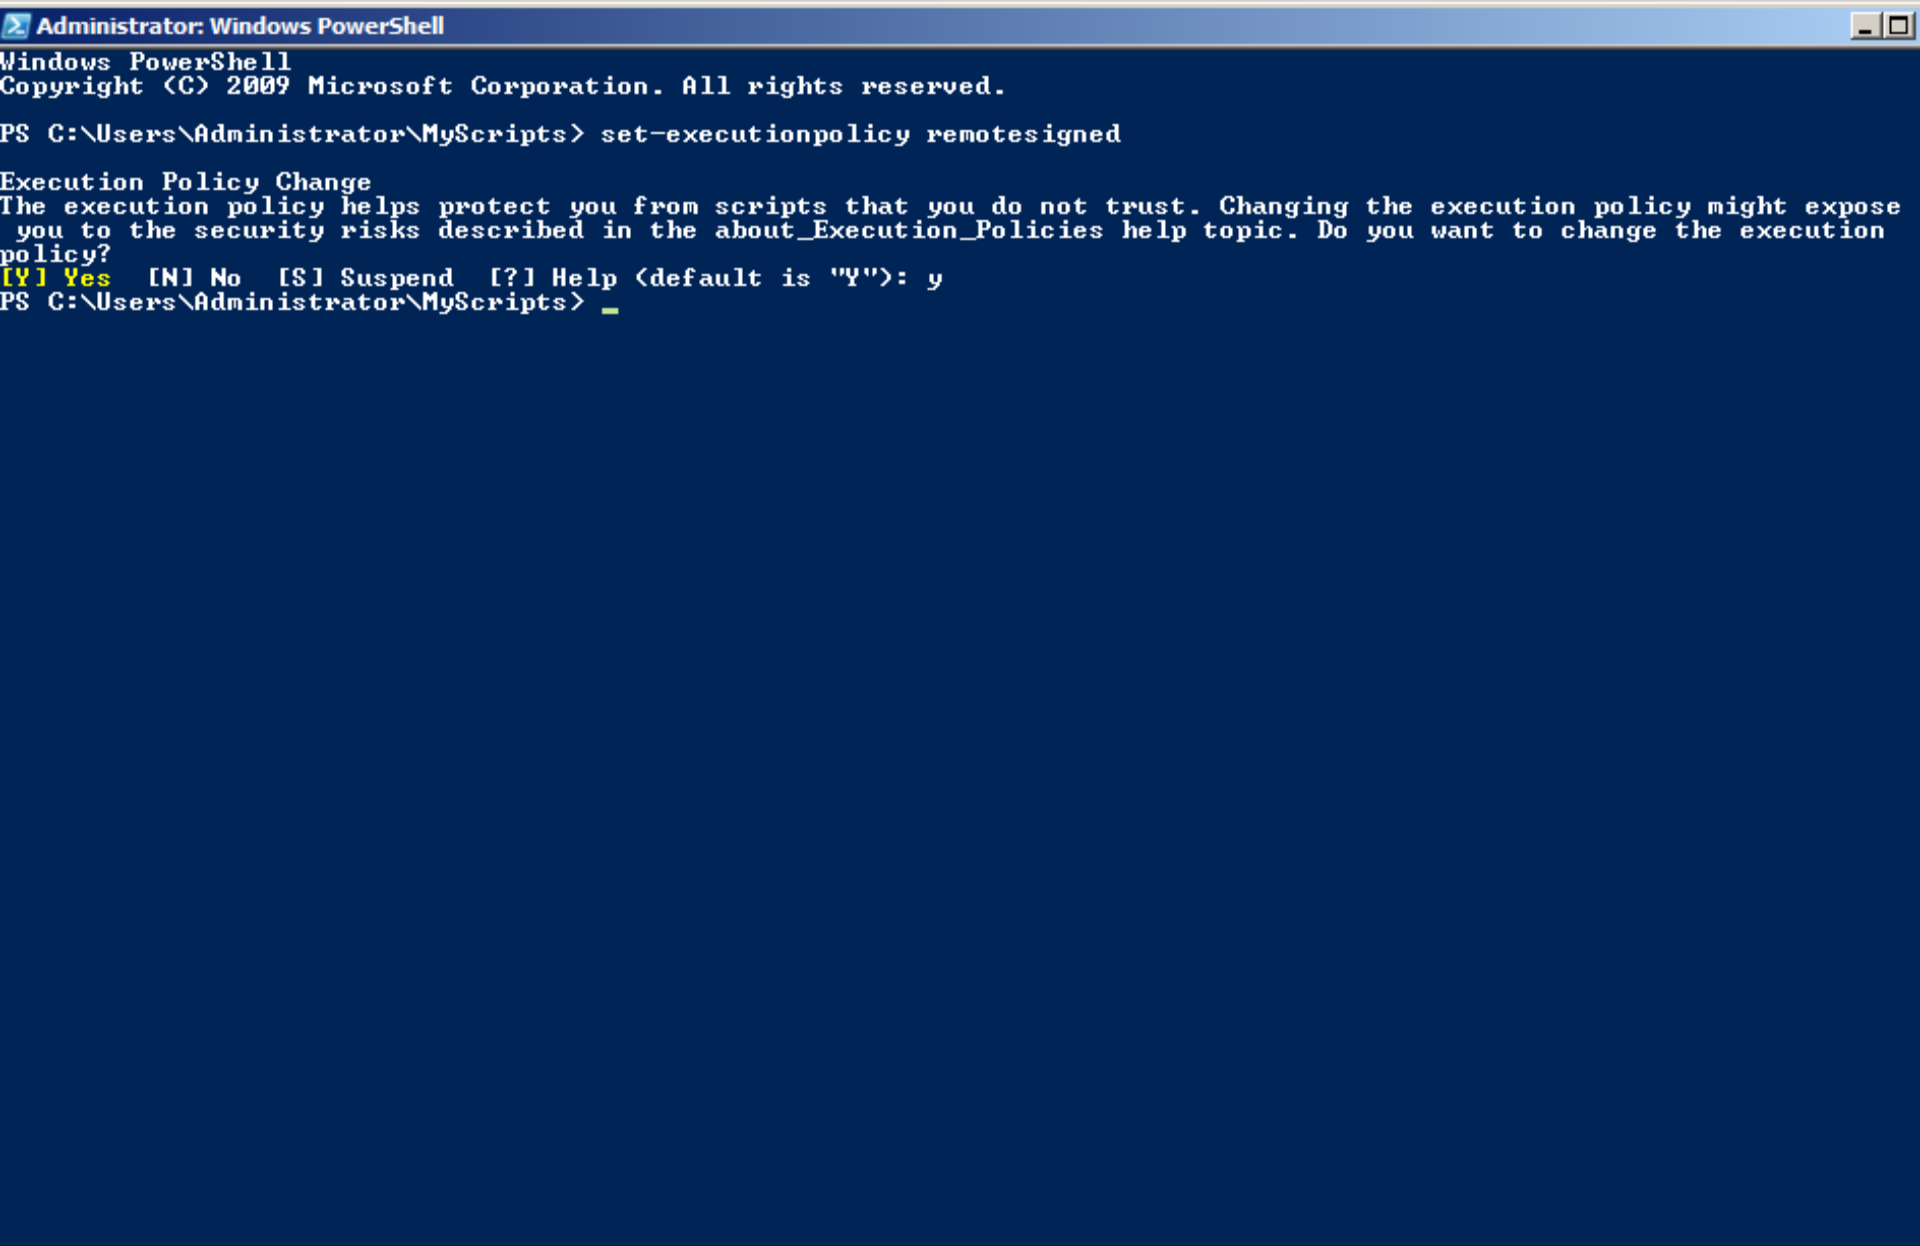 Administrator: Windows PowerShell
Windows PowerShell
Copyright (C) 2009 Microsoft Corporation. All rights reserved.
PS C:\Users\Administrator\MyScripts> set-executionpolicy remotesigned
Execution Policy Change
The execution policy helps protect you from scripts that you do not trust. Changing the execution policy might expose
you to the security risks described in the about_Execution_Policies help topic. Do you want to change the execution
policy?
[Y] Yes  [N] No  [S] Suspend  [?] Help (default is "Y"): y
PS C:\Users\Administrator\MyScripts> _